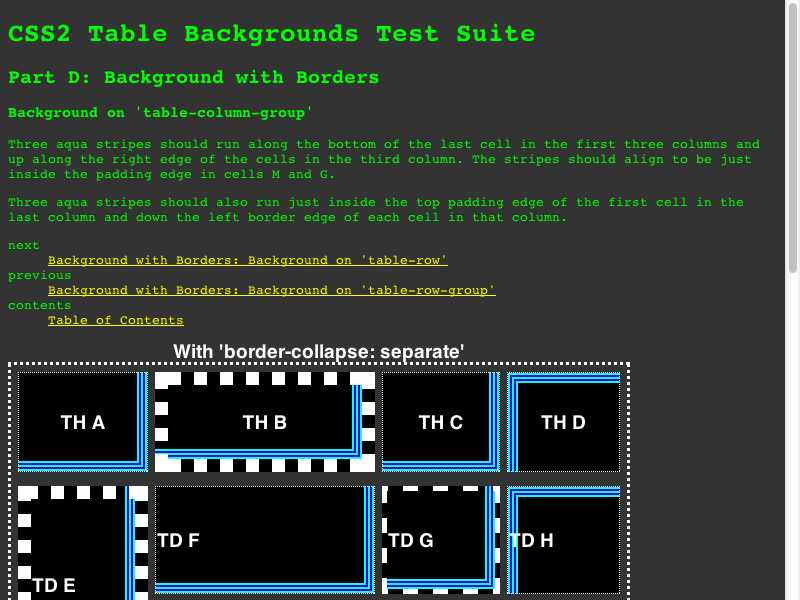 CSS2 Table Backgrounds Test Suite
Part D: Background with Borders
Background on 'table-column-group'
Three aqua stripes should run along the bottom of the last cell in the first three columns and
up along the right edge of the cells in the third column. The stripes should align to be just
inside the padding edge in cells M and G.
Three aqua stripes should also run just inside the top padding edge of the first cell in the
last column and down the left border edge of each cell in that column.
next
Background with Borders: Background on 'table-row'
previous
Background with Borders: Background on 'table-row-group'
contents
Table of Contents
With 'border-collapse: separate'
TH A TH B TH C TH D
TD F TD G TD H
TD E